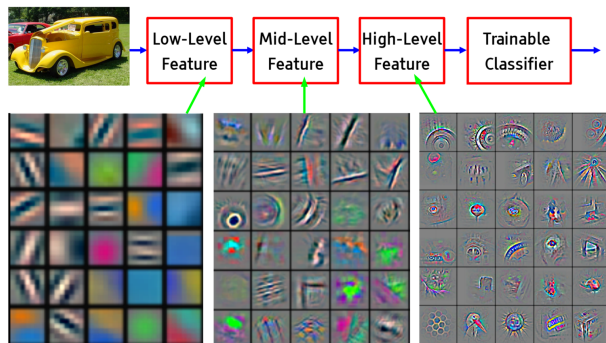 Low-Level
Feature
Mid-Level
Feature
High-Level
Feature
Trainable
Classifier